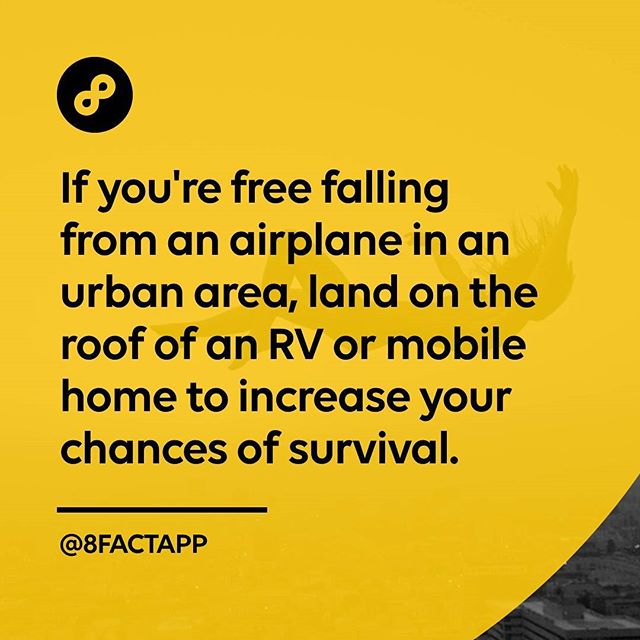 If you're free falling
from an airplane in an
urban area, land on the
roof of an RV or mobile
home to increase your
chances of survival.
@8FACTAPP